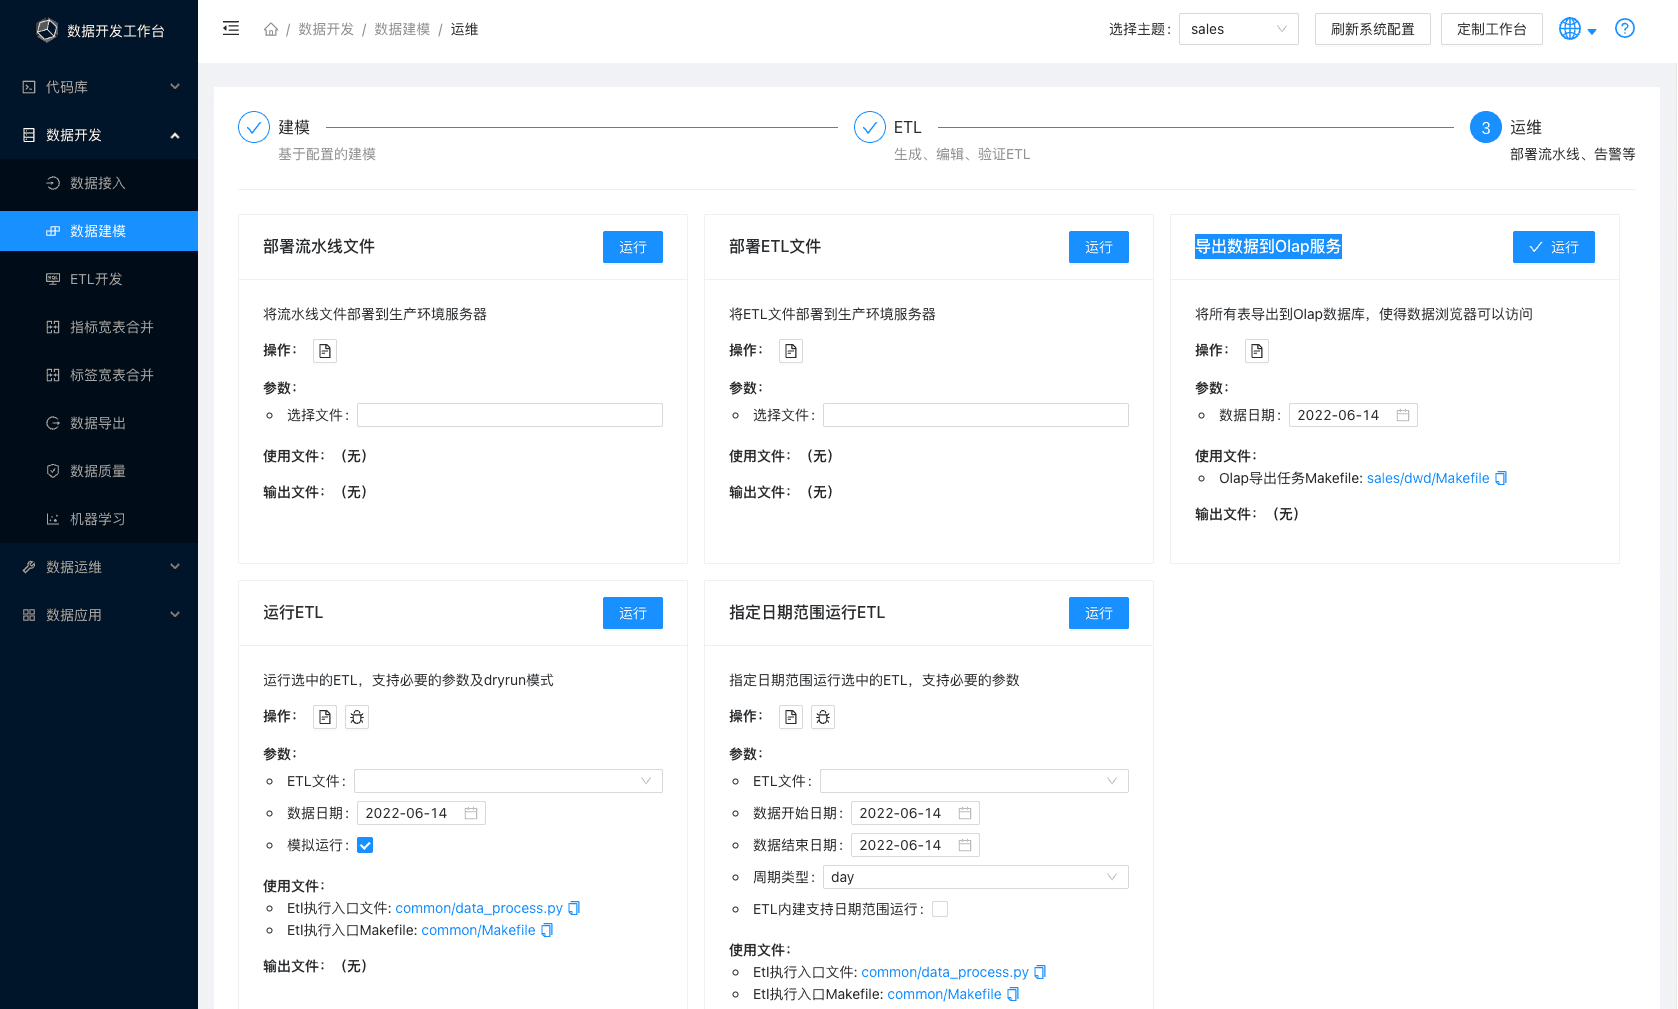 数据开发工作台
代码库
数据开发
数据接入
数据建模
ETL开发
指标宽表合并
标签宽表合并
数据导出
数据质量
机器学习
数据运维
数据应用
/ 数据开发 / 数据建模 / 运维
选择主题: sales
刷新系统配置
定制工作台
建模
基于配置的建模
ETL
生成、编辑、验证ETL
3 运维
部署流水线、告警等
部署流水线文件
运行
将流水线文件部署到生产环境服务器
操作:
参数:
选择文件:
使用文件: (无)
输出文件: (无)
部署ETL文件
运行
将ETL文件部署到生产环境服务器
操作:
参数:
选择文件:
使用文件: (无)
输出文件: (无)
导出数据到Olap服务
运行
将所有表导出到Olap数据库，使得数据浏览器可以访问
操作:
参数:
数据日期: 2022-06-14
使用文件:
Olap导出任务Makefile: sales/dwd/Makefile
输出文件: (无)
运行ETL
运行
运行选中的ETL，支持必要的参数及dryrun模式
操作:
参数:
ETL文件:
数据日期: 2022-06-14
模拟运行:
使用文件:
Etl执行入口文件: common/data_process.py
Etl执行入口Makefile: common/Makefile
输出文件: (无)
指定日期范围运行ETL
运行
指定日期范围运行选中的ETL，支持必要的参数
操作:
参数:
ETL文件:
数据开始日期: 2022-06-14
数据结束日期: 2022-06-14
周期类型: day
ETL内建支持日期范围运行:
使用文件:
Etl执行入口文件: common/data_process.py
Etl执行入口Makefile: common/Makefile